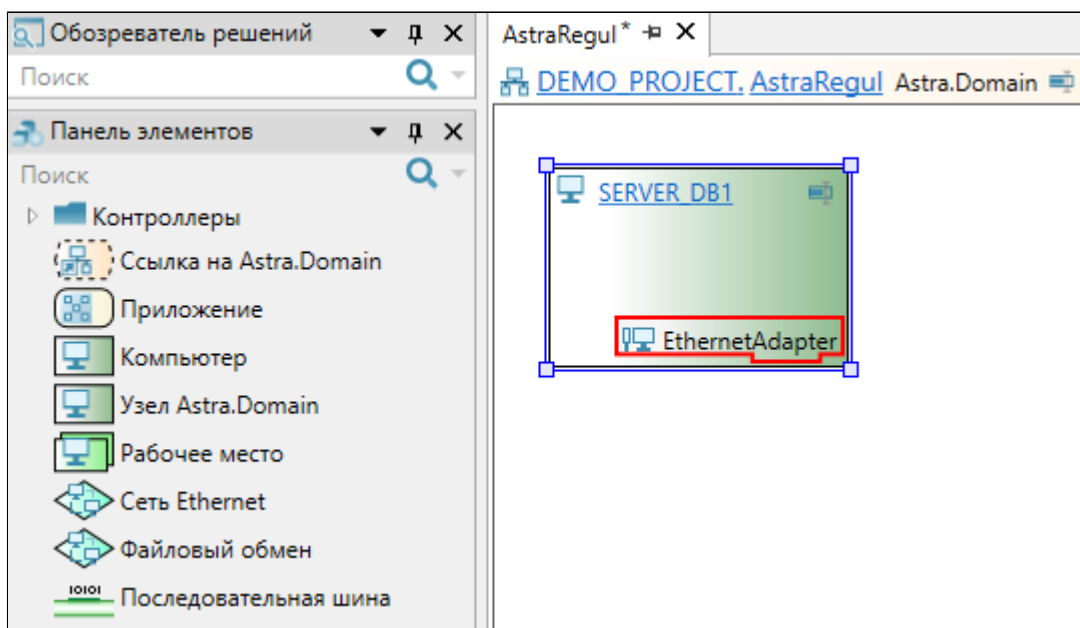 Обозреватель решений
Поиск
Панель элементов
Поиск
Контроллеры
Ссылка на Astra.Domain
Приложение
Компьютер
Узел Astra.Domain
Рабочее место
Сеть Ethernet
Файловый обмен
10101 Последовательная шина
AstraRegul*
DEMO_PROJECT. AstraRegul Astra.Domain
SERVER_DB1
EthernetAdapter